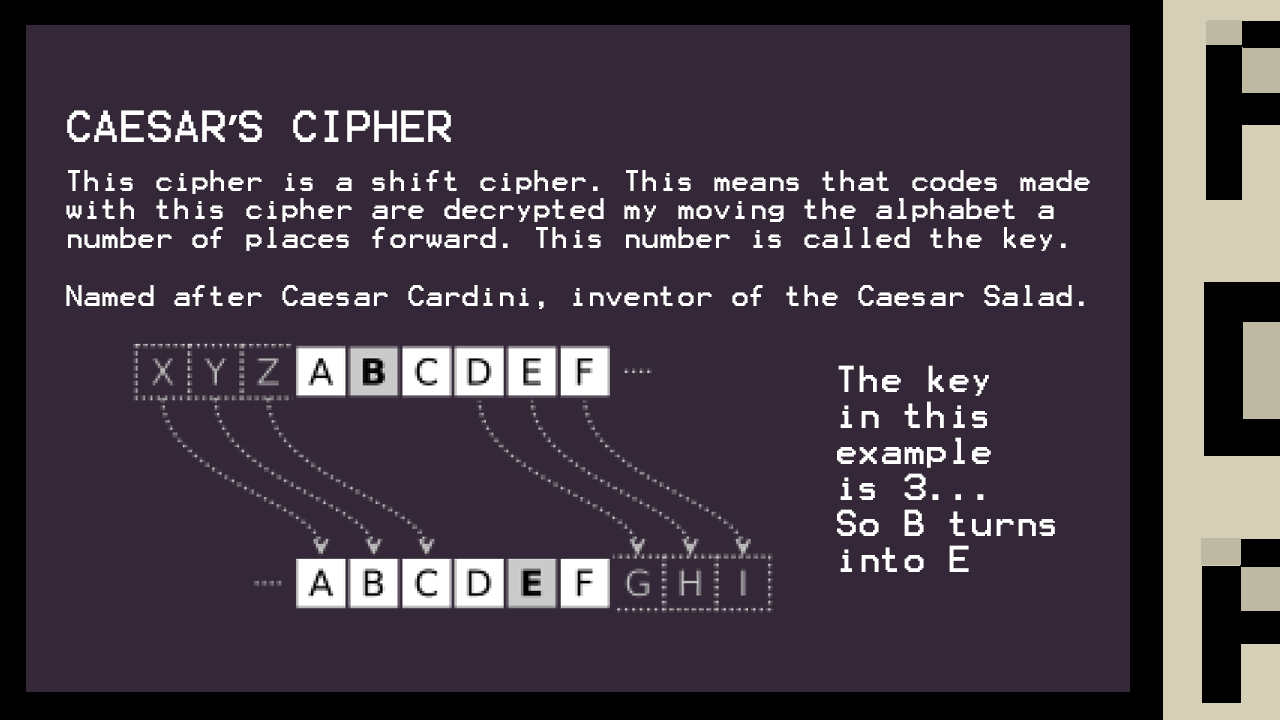 CAESAR'S CIPHER
This cipher is a shift cipher. This means that codes made
with this cipher are decrypted my moving the alphabet a
number of places forward. This number is called the key.
Named after Caesar Cardini, inventor of the Caesar Salad.
X Y Z A B C D E F ....
The key
in this
example
is 3...
So B turns
into E
.... A B C D E F G H I